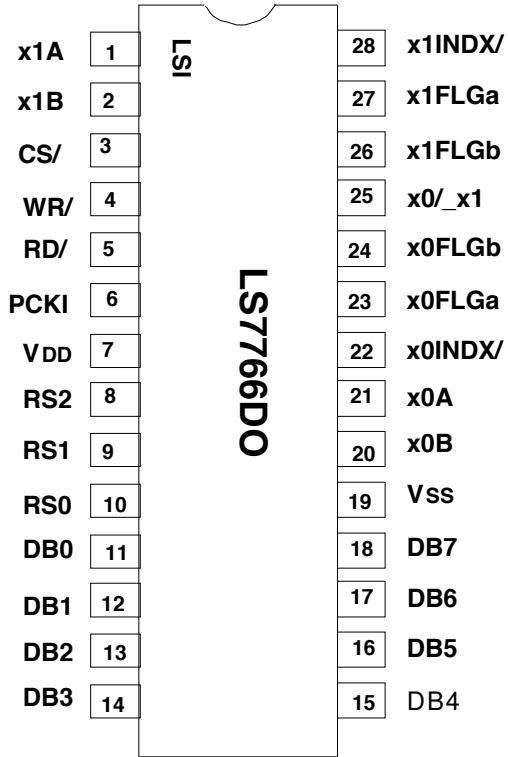 x1A 1 LSI 28 x1INDX/
x1B 2 27 x1FLGa
CS/ 3 26 x1FLGb
WR/ 4 25 x0/_x1
RD/ 5 24 x0FLGb
PCKI 6 23 x0FLGa
VDD 7 22 x0INDX/
RS2 8 21 x0A
RS1 9 20 x0B
RS0 10 19 VSS
DB0 11 18 DB7
DB1 12 17 DB6
DB2 13 16 DB5
DB3 14 15 DB4
LS7766DO